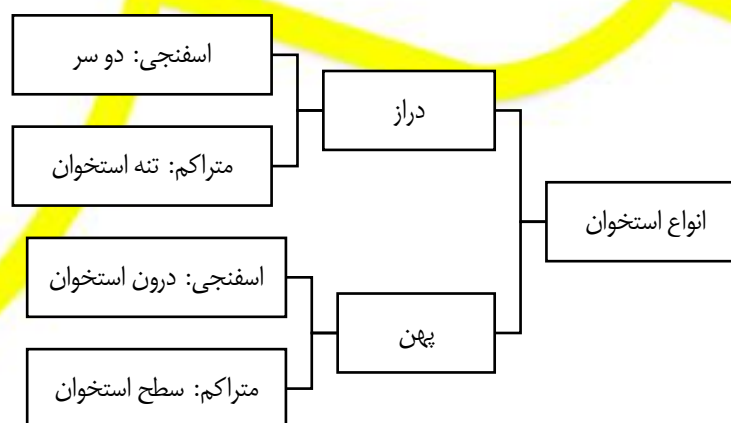 انواع استخوان
دراز
اسفنجی: دو سر
متراکم: تنه استخوان
پهن
اسفنجی: درون استخوان
متراکم: سطح استخوان